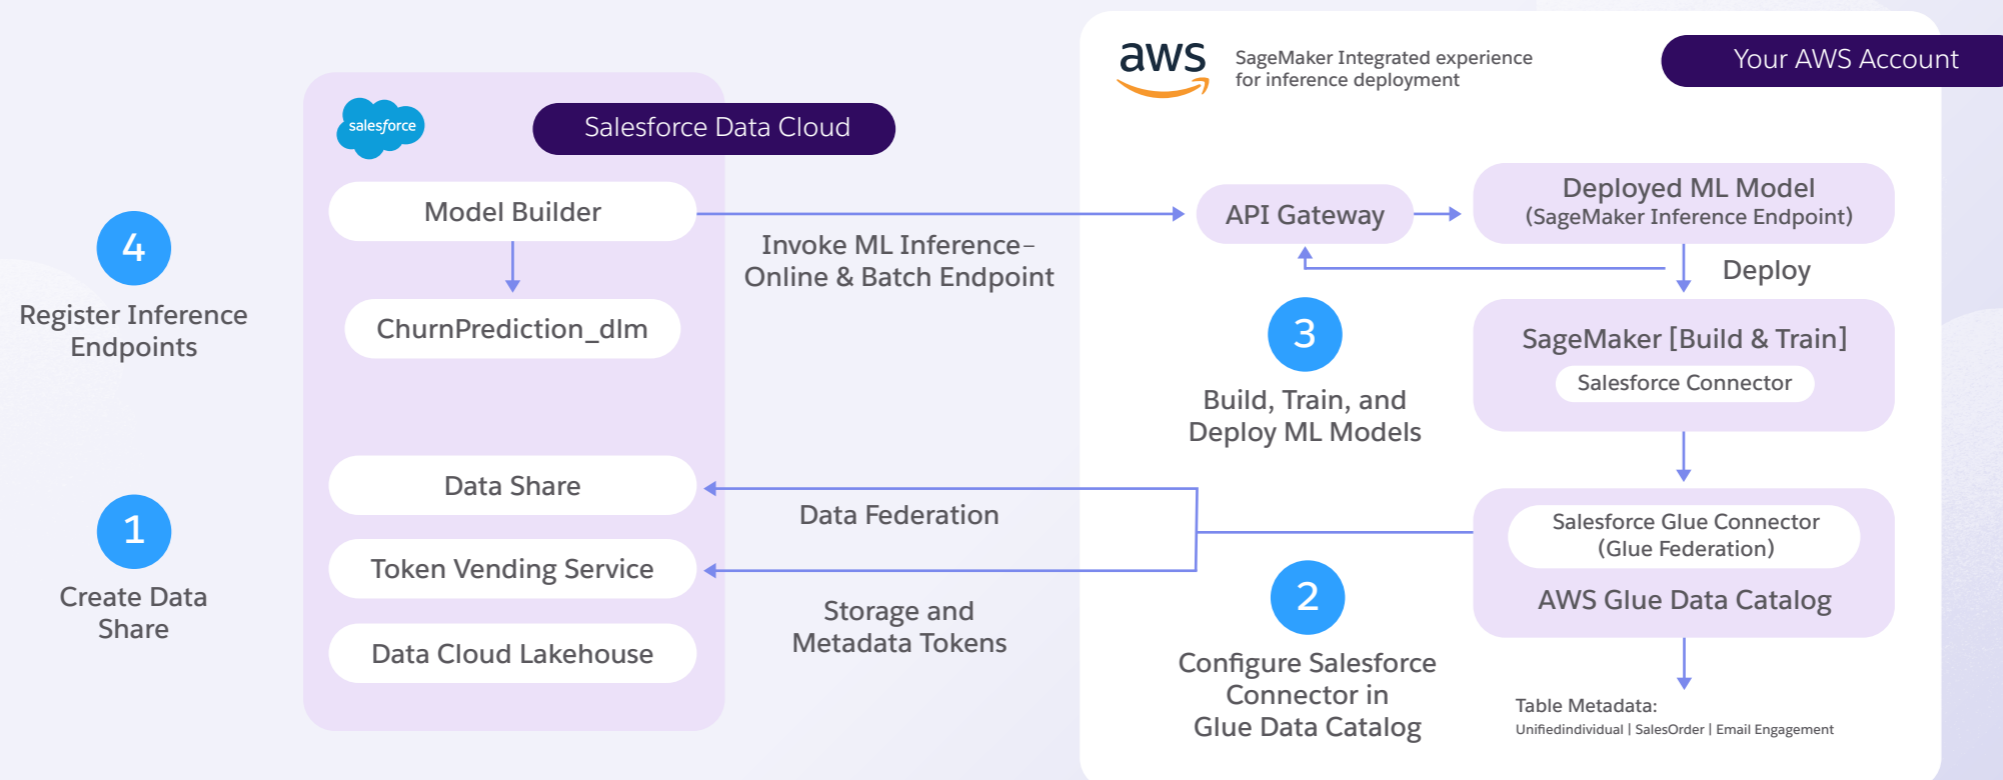 aws
SageMaker Integrated experience
for inference deployment
Your AWS Account
salesforce
Salesforce Data Cloud
Model Builder
Invoke ML Inference–
Online & Batch Endpoint
API Gateway
Deployed ML Model
(SageMaker Inference Endpoint)
Deploy
4
Register Inference
Endpoints
ChurnPrediction_dlm
3
Build, Train, and
Deploy ML Models
SageMaker [Build & Train]
Salesforce Connector
1
Create Data
Share
Data Share
Token Vending Service
Data Cloud Lakehouse
Data Federation
Storage and
Metadata Tokens
2
Configure Salesforce
Connector in
Glue Data Catalog
Salesforce Glue Connector
(Glue Federation)
AWS Glue Data Catalog
Table Metadata:
Unifiedindividual | SalesOrder | Email Engagement